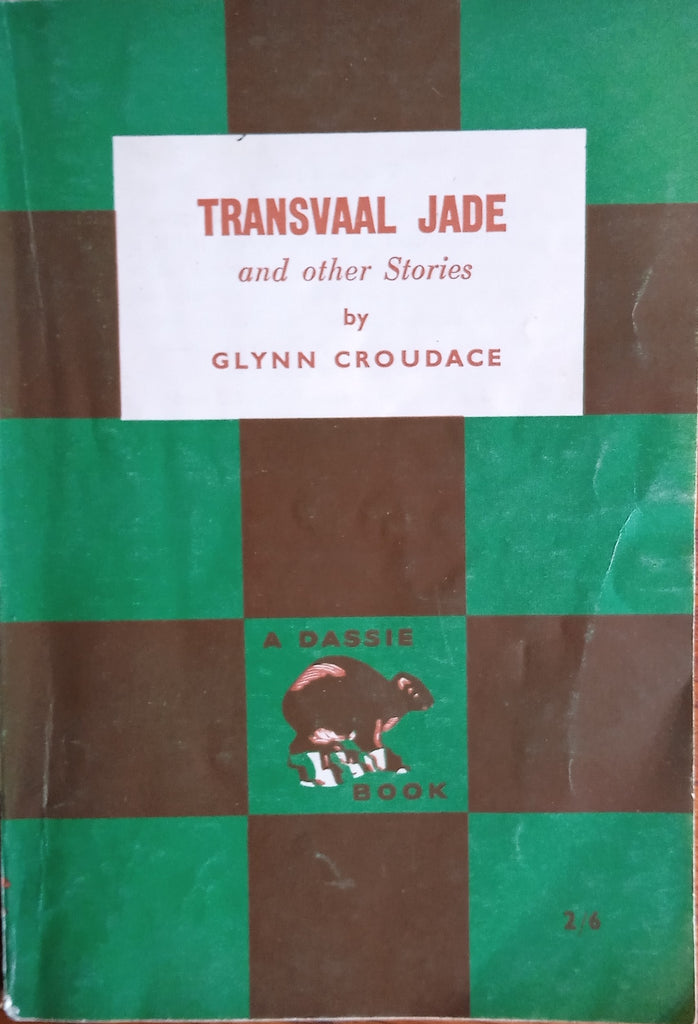 TRANSVAAL JADE
and other Stories
by
GLYNN CROUDACE
A DASSIE
BOOK
2/6